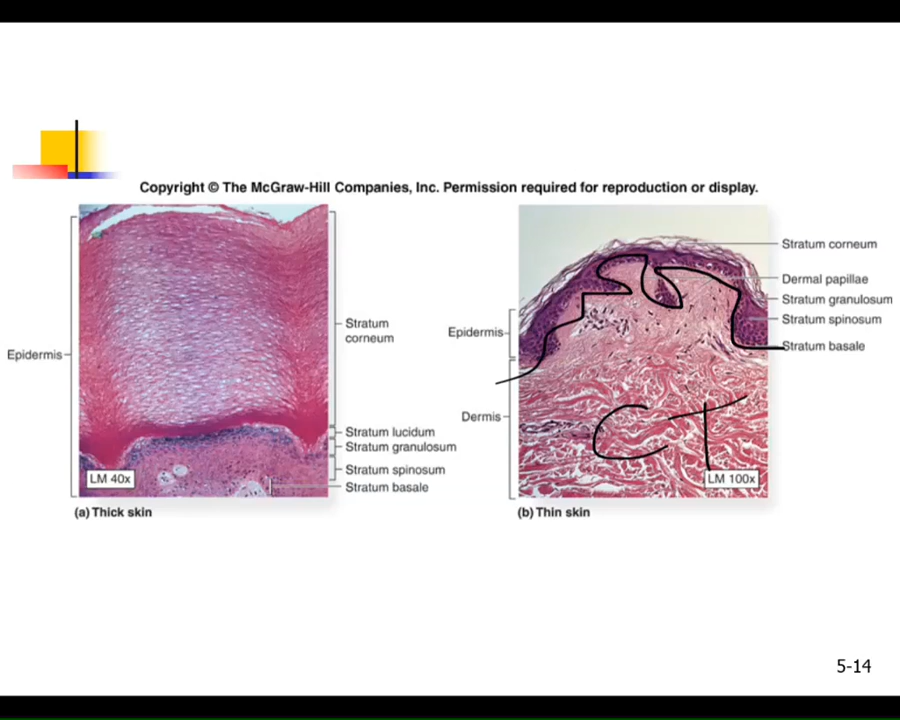 Copyright © The McGraw-Hill Companies, Inc. Permission required for reproduction or display.
Epidermis
Stratum
corneum
Stratum lucidum
Stratum granulosum
Stratum spinosum
Stratum basale
LM 40x
(a) Thick skin
Stratum corneum
Dermal papillae
Stratum granulosum
Stratum spinosum
Stratum basale
Epidermis
Dermis
CT
LM 100x
(b) Thin skin
5-14